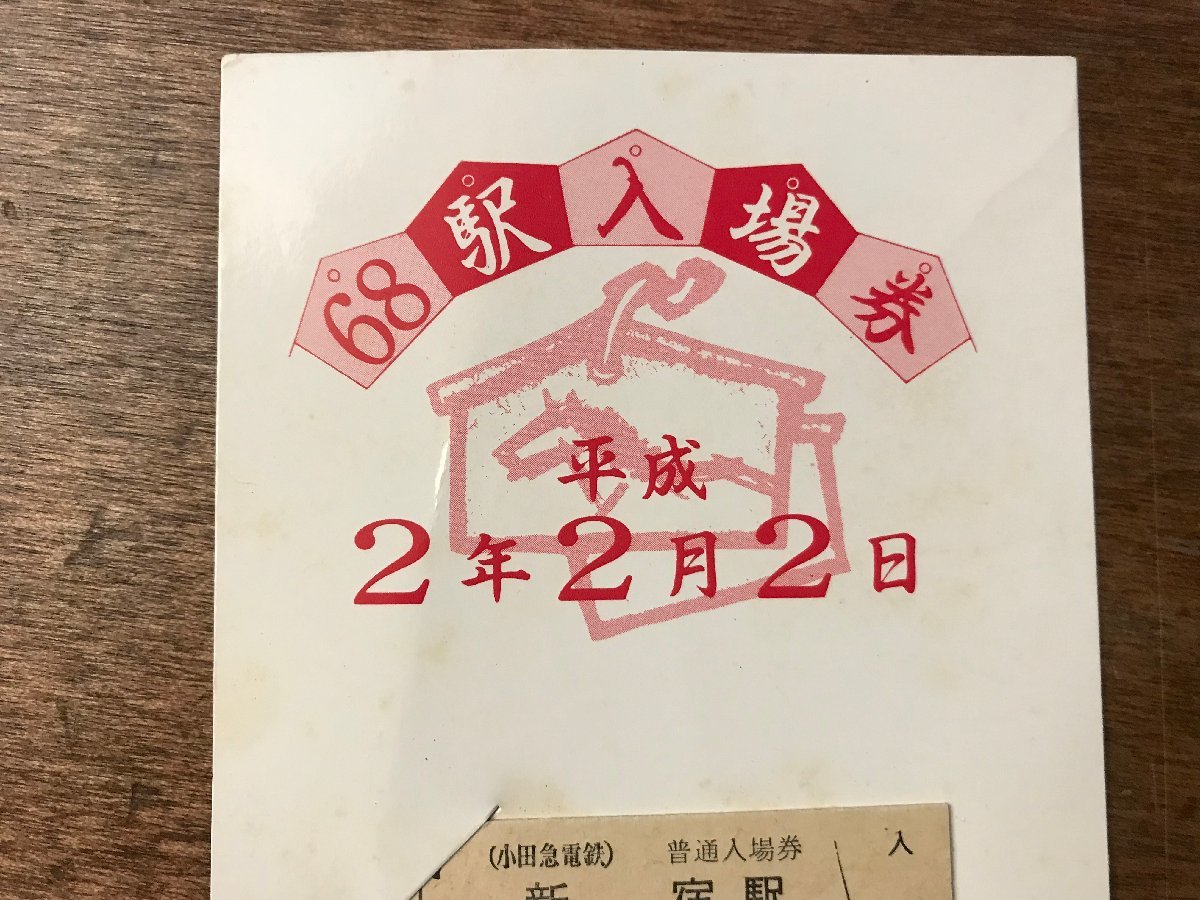 68駅入場券
平成
2年2月2日
(小田急電鉄) 普通入場券 入
新宿駅